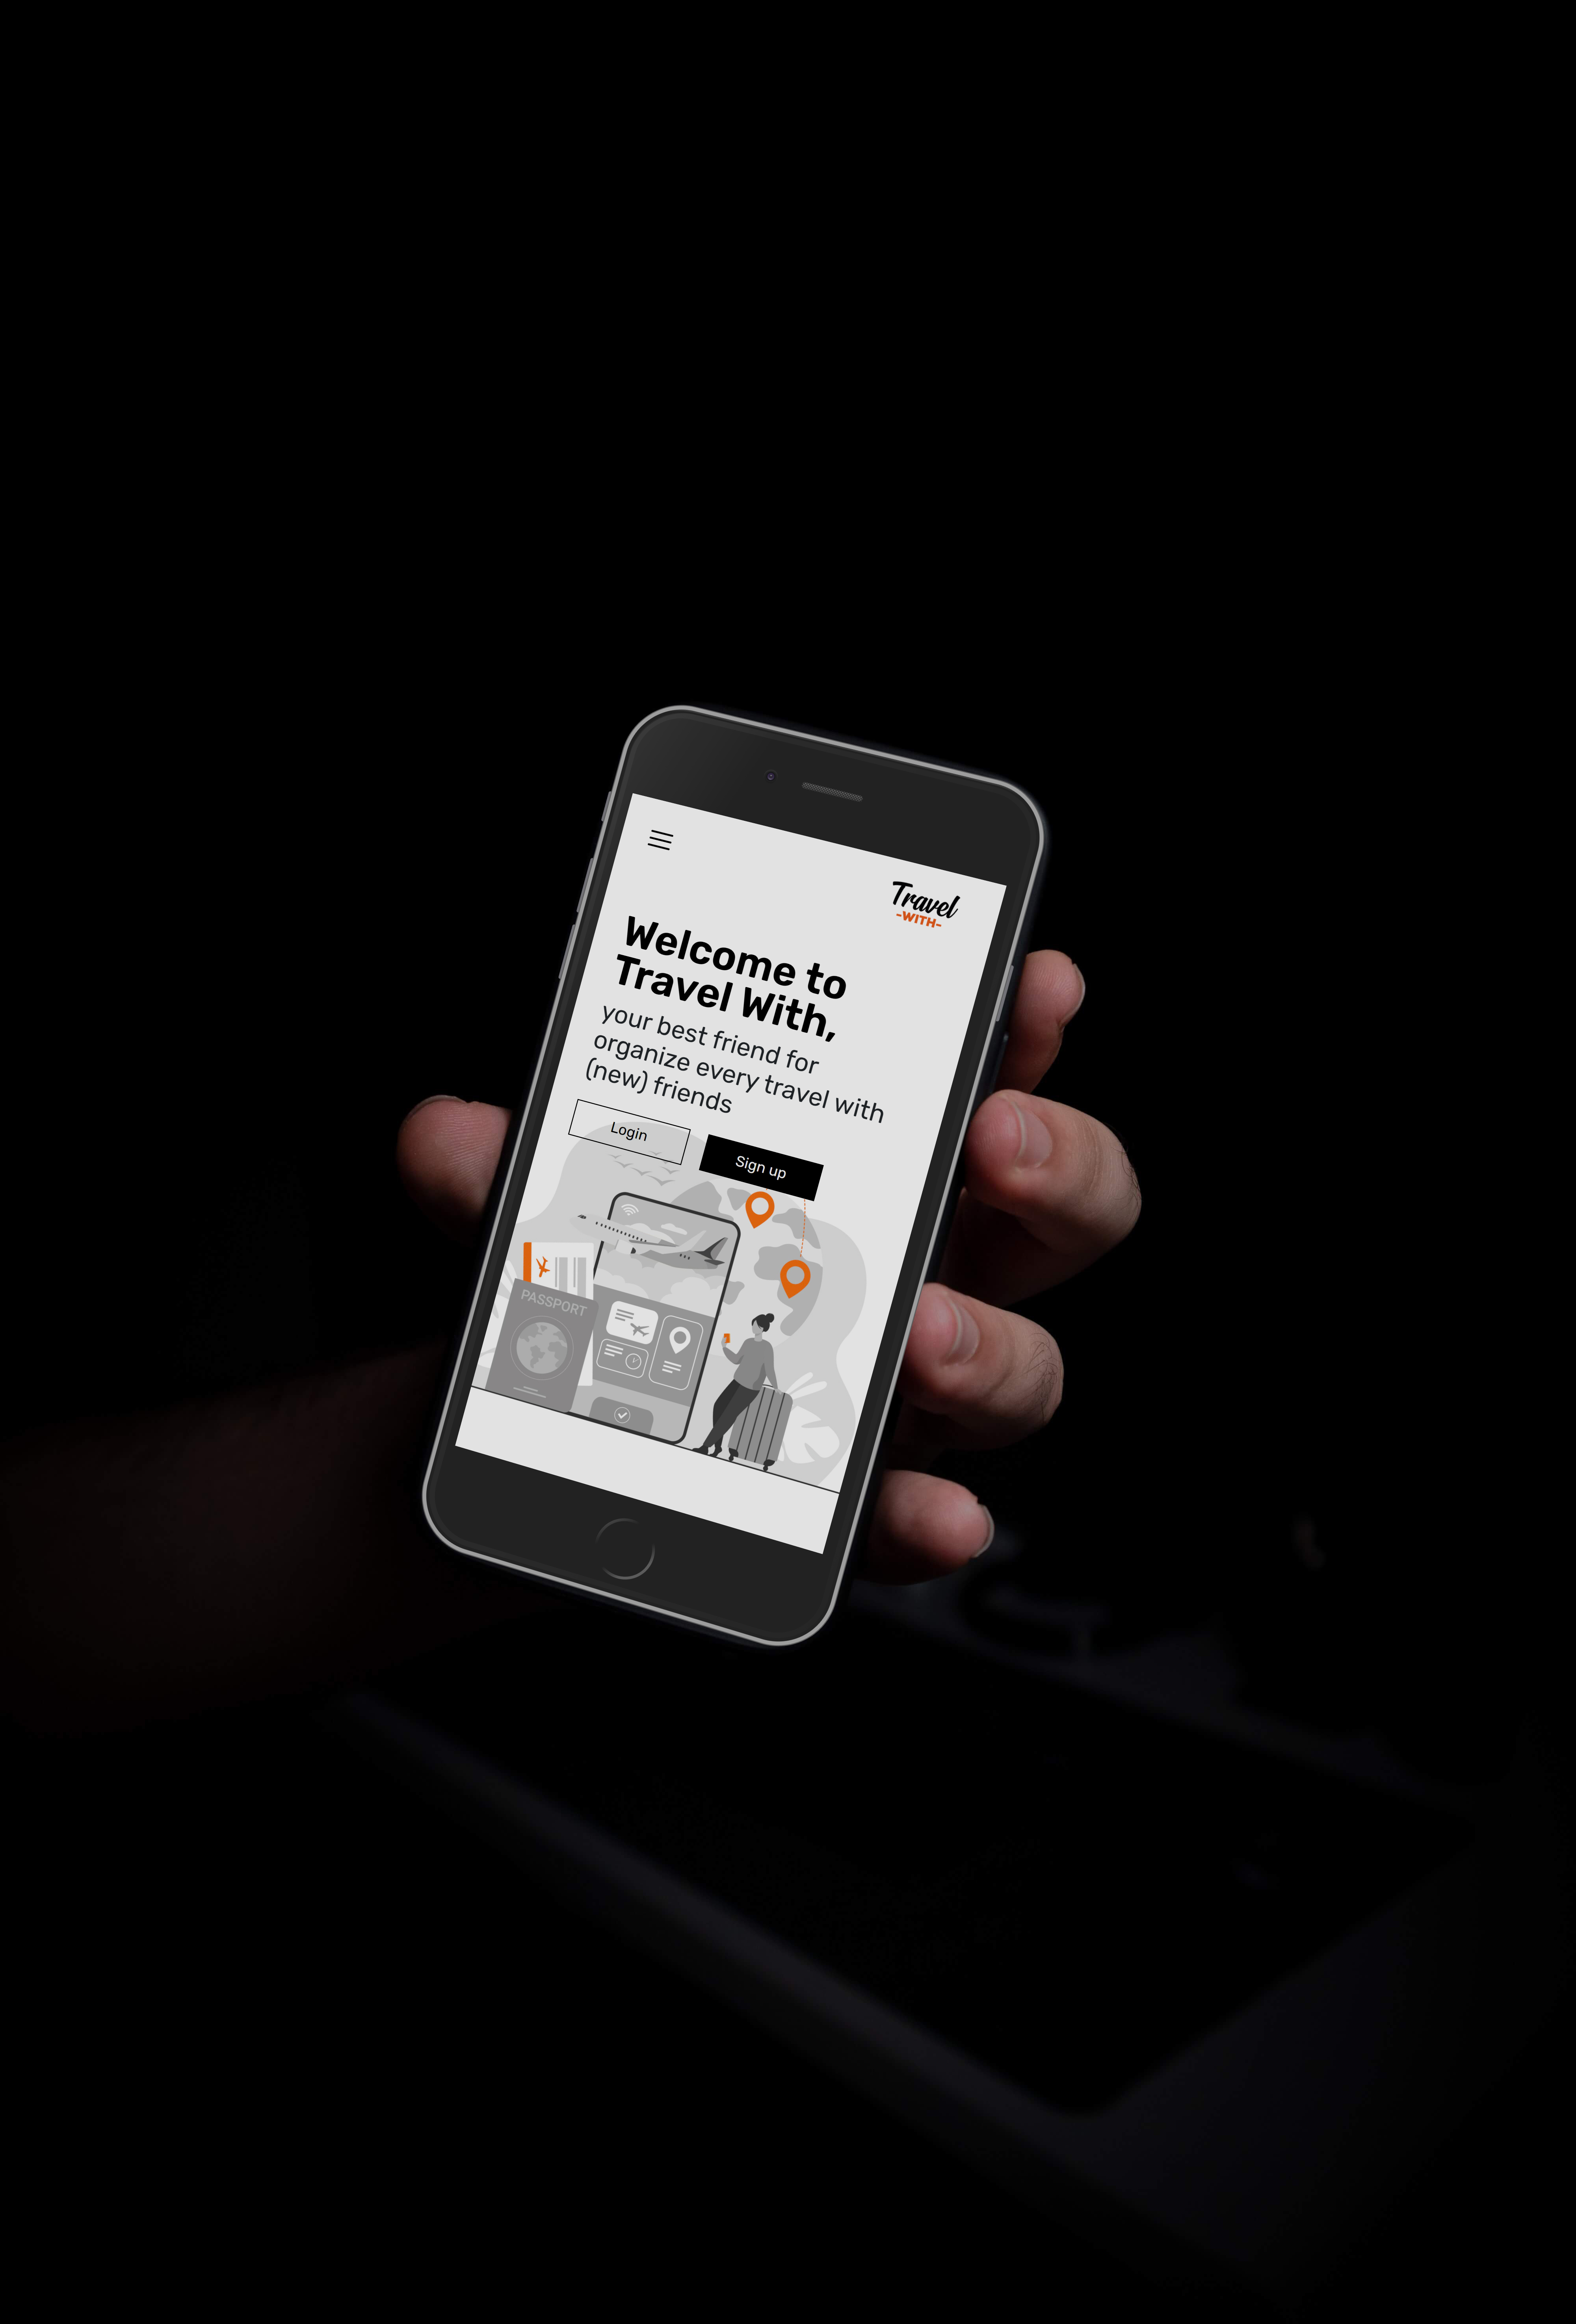 Travel
-WITH-
Welcome to
Travel With,
your best friend for
organize every travel with
(new) friends
Login
Sign up
PASSPORT